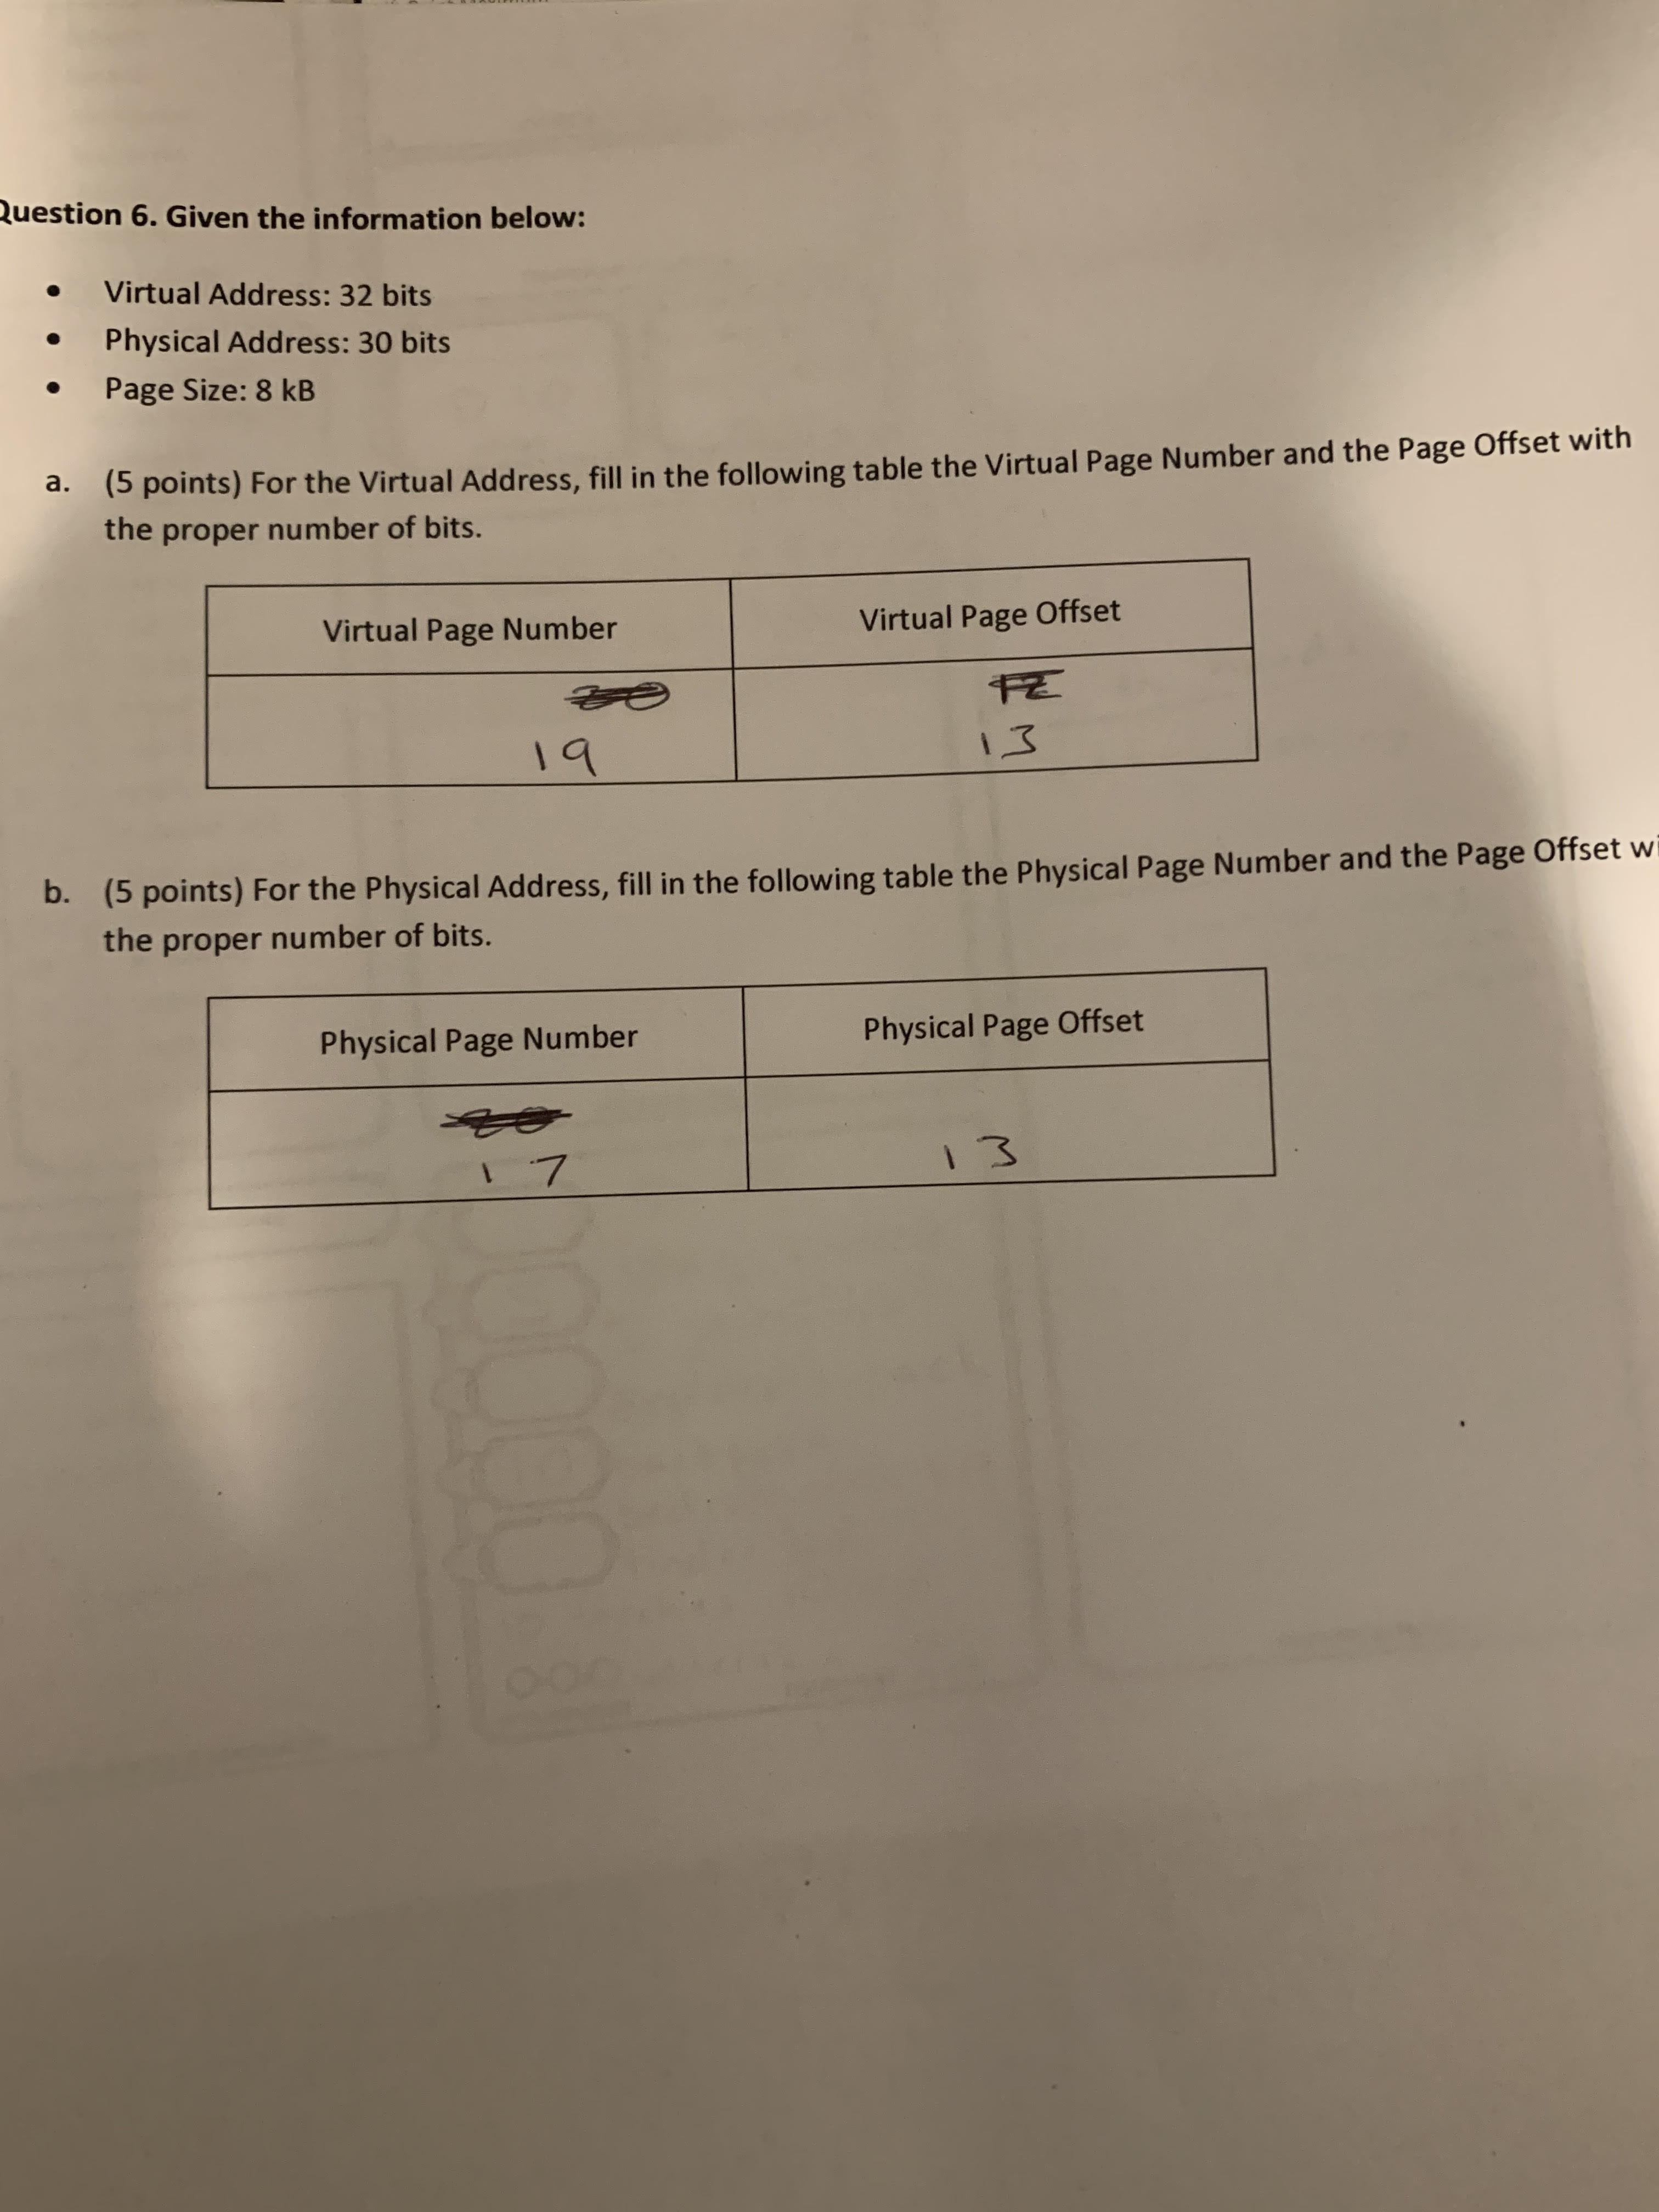 Question 6. Given the information below:
• Virtual Address: 32 bits
• Physical Address: 30 bits
• Page Size: 8 kB
a. (5 points) For the Virtual Address, fill in the following table the Virtual Page Number and the Page Offset with
the proper number of bits.
Virtual Page Number Virtual Page Offset
20 12
19 13
b. (5 points) For the Physical Address, fill in the following table the Physical Page Number and the Page Offset wi
the proper number of bits.
Physical Page Number Physical Page Offset
20
17 13